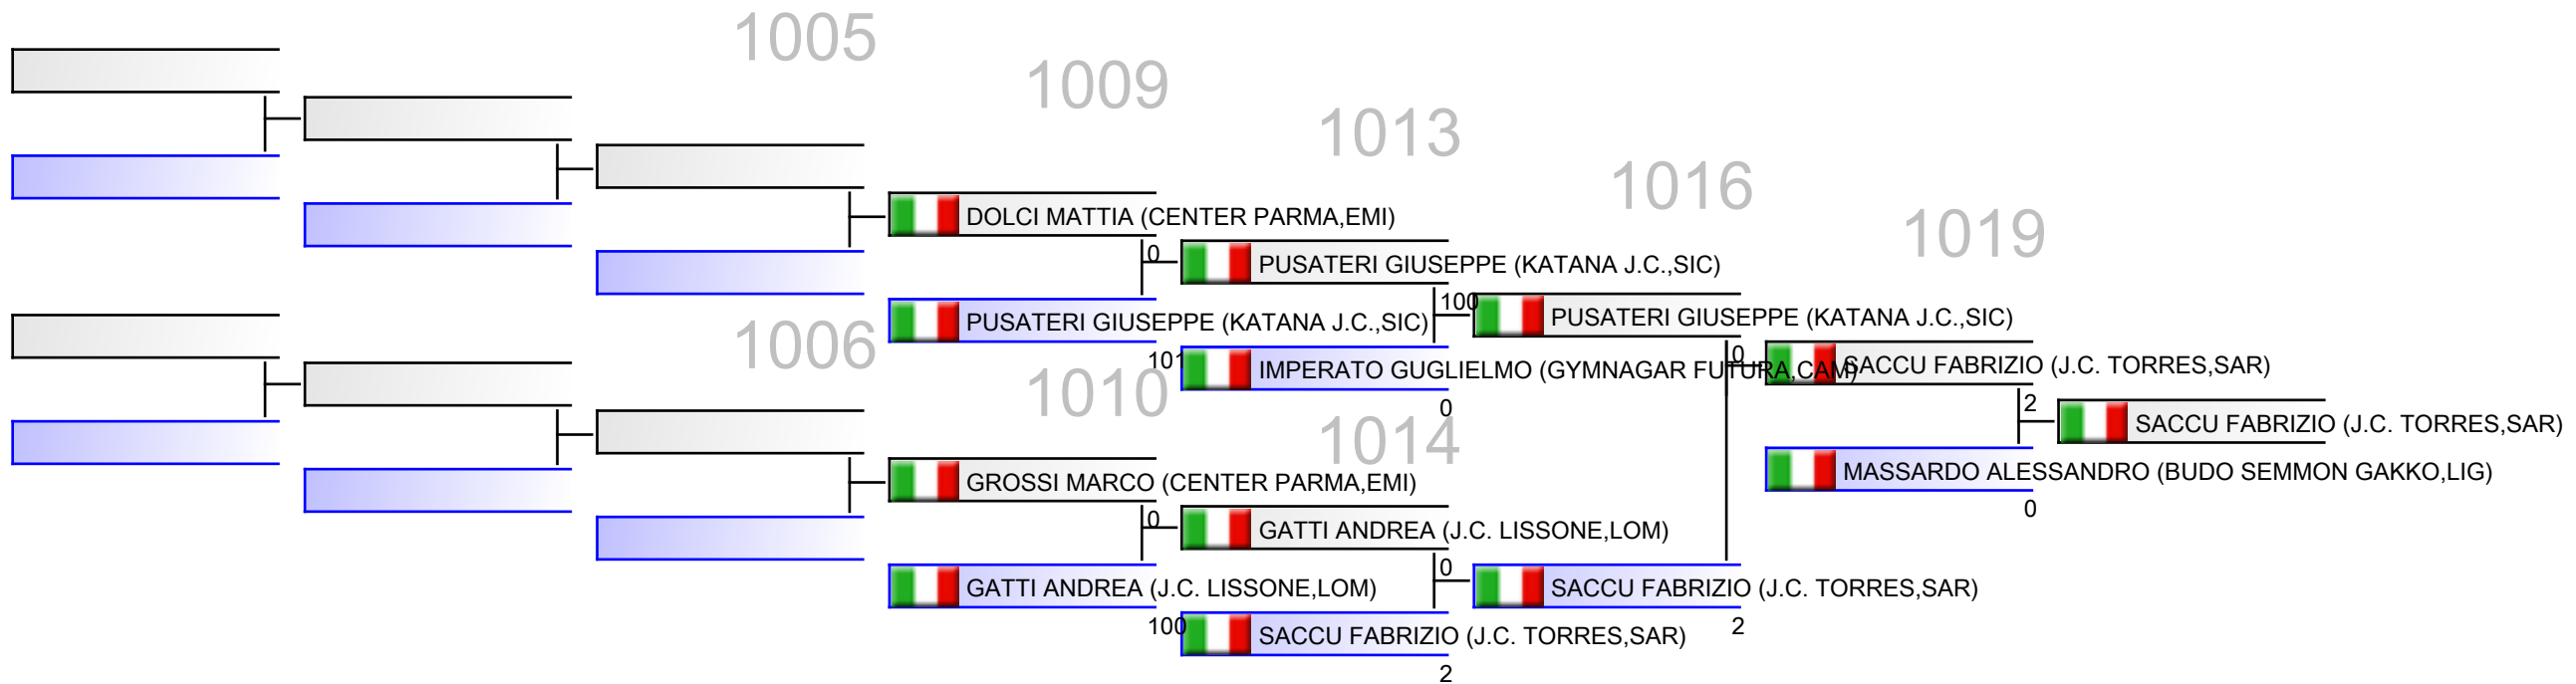 1005
1009
1013
1016
1019
DOLCI MATTIA (CENTER PARMA,EMI)
0
PUSATERI GIUSEPPE (KATANA J.C.,SIC)
PUSATERI GIUSEPPE (KATANA J.C.,SIC)
100
PUSATERI GIUSEPPE (KATANA J.C.,SIC)
1006
101
IMPERATO GUGLIELMO (GYMNAGAR FUTURA,CAM)
0
0
SACCU FABRIZIO (J.C. TORRES,SAR)
2
SACCU FABRIZIO (J.C. TORRES,SAR)
MASSARDO ALESSANDRO (BUDO SEMMON GAKKO,LIG)
0
1010
1014
GROSSI MARCO (CENTER PARMA,EMI)
0
GATTI ANDREA (J.C. LISSONE,LOM)
GATTI ANDREA (J.C. LISSONE,LOM)
100
0
SACCU FABRIZIO (J.C. TORRES,SAR)
2
SACCU FABRIZIO (J.C. TORRES,SAR)
2